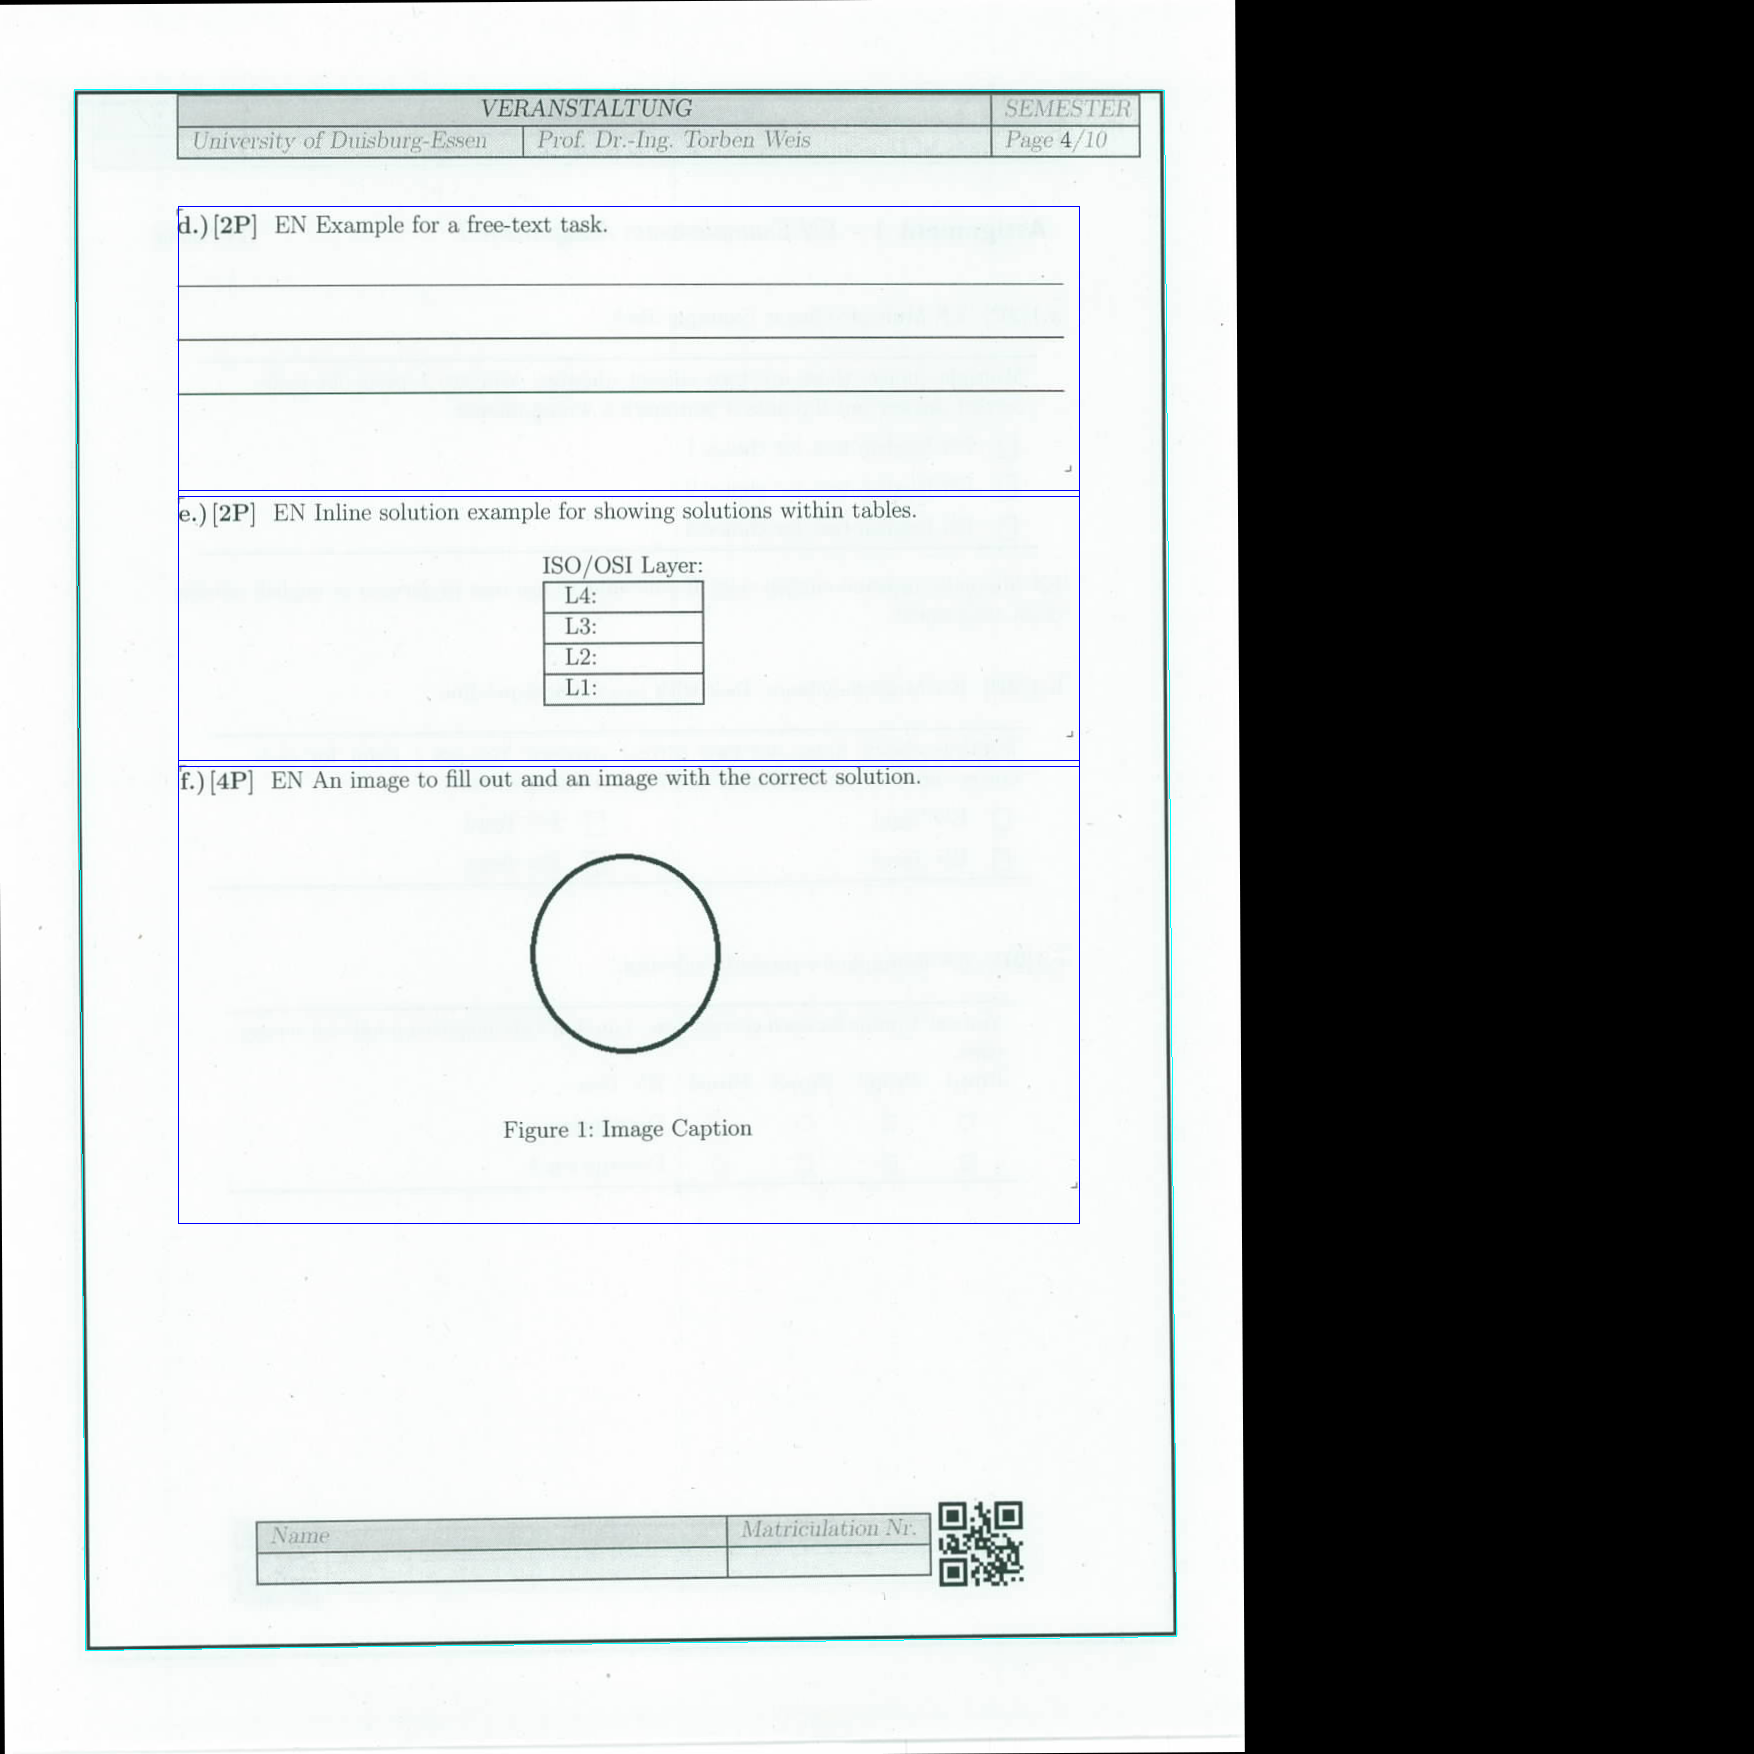 VERANSTALTUNG SEMESTER
University of Duisburg-Essen Prof. Dr.-Ing. Torben Weis Page 4/10
d.) [2P] EN Example for a free-text task.
e.) [2P] EN Inline solution example for showing solutions within tables.
ISO/OSI Layer:
L4:
L3:
L2:
L1:
f.) [4P] EN An image to fill out and an image with the correct solution.
Figure 1: Image Caption
Name Matriculation Nr.